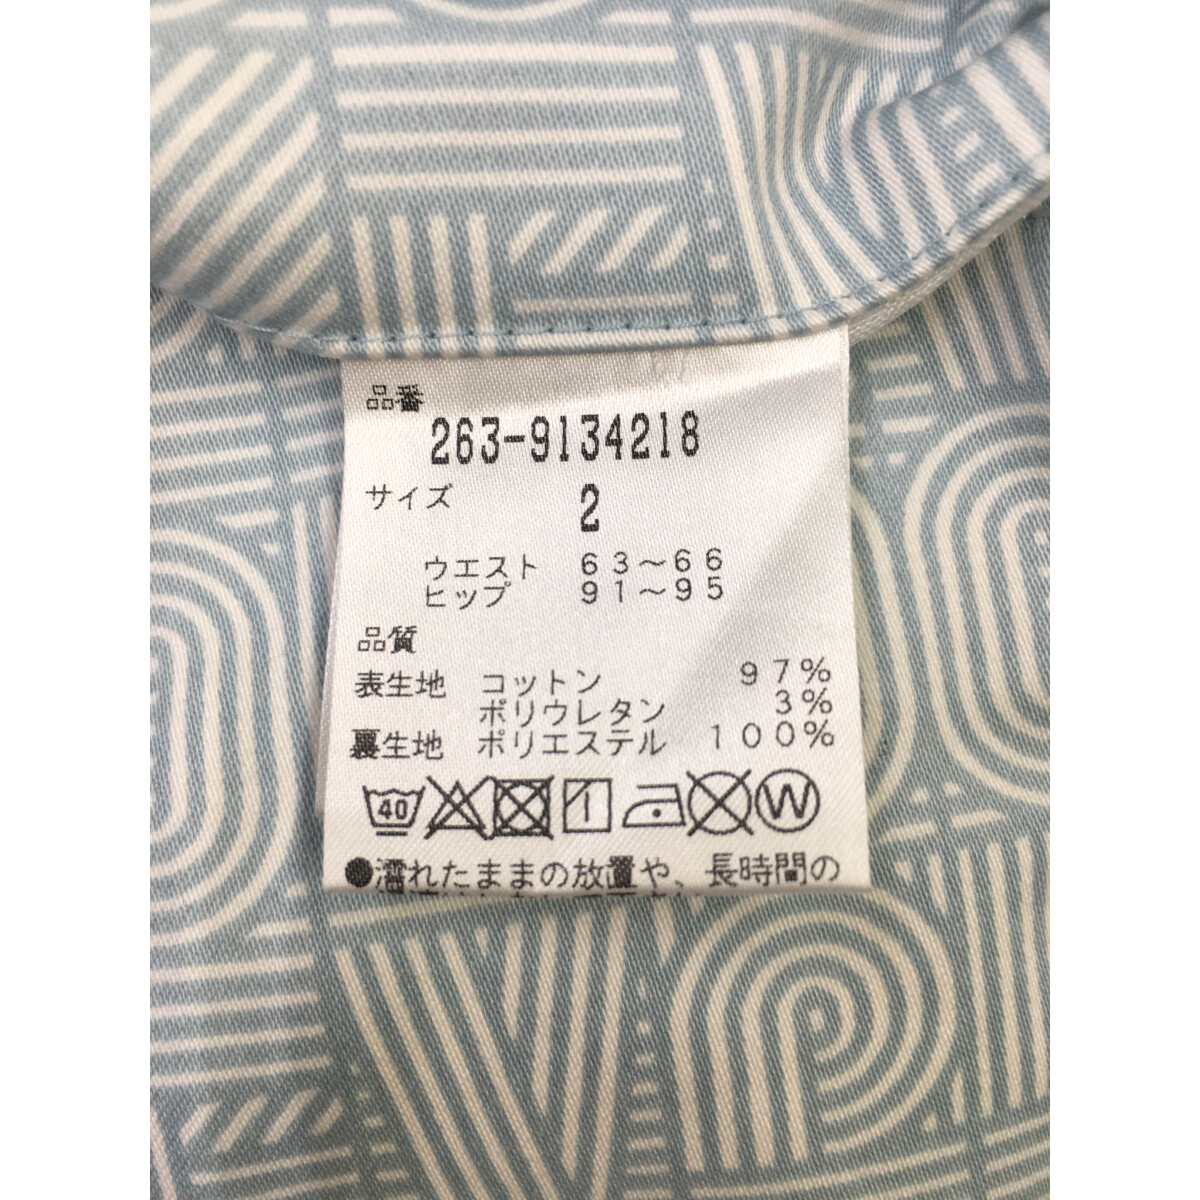 品番
263-9134218
サイズ 2
ウエスト 63～66
ヒップ 91～95
品質
表生地 コットン 97%
ポリウレタン 3%
裏生地 ポリエステル 100%
40 W
●濡れたままの放置や、長時間の